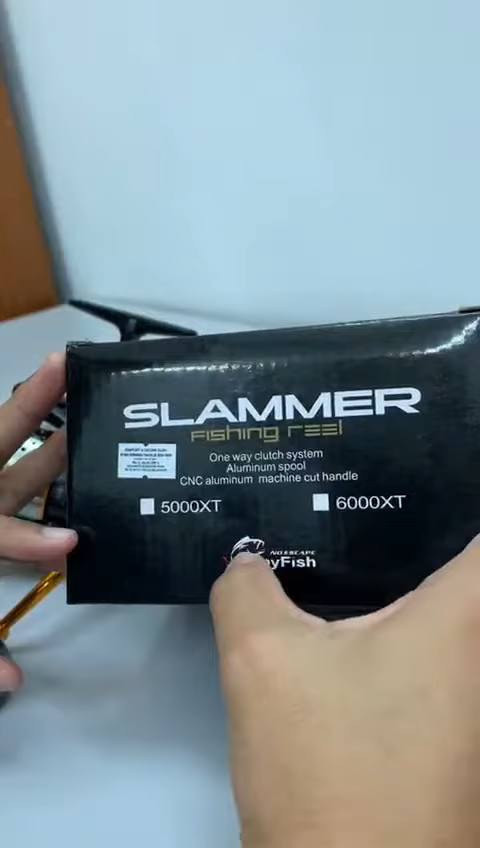 SLAMMER
fishing reel
One way clutch system
Aluminum spool
CNC aluminum machine cut handle
5000XT
6000XT
NO ESCAPE